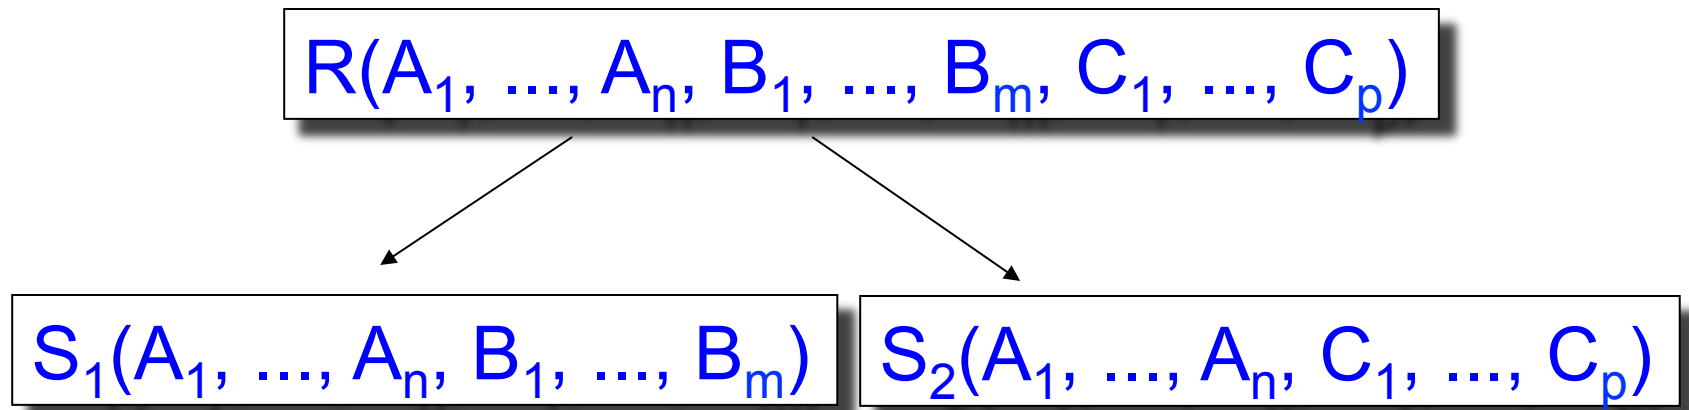 R(A₁, ..., Aₙ, B₁, ..., Bₘ, C₁, ..., Cₚ)
S₁(A₁, ..., Aₙ, B₁, ..., Bₘ)
S₂(A₁, ..., Aₙ, C₁, ..., Cₚ)